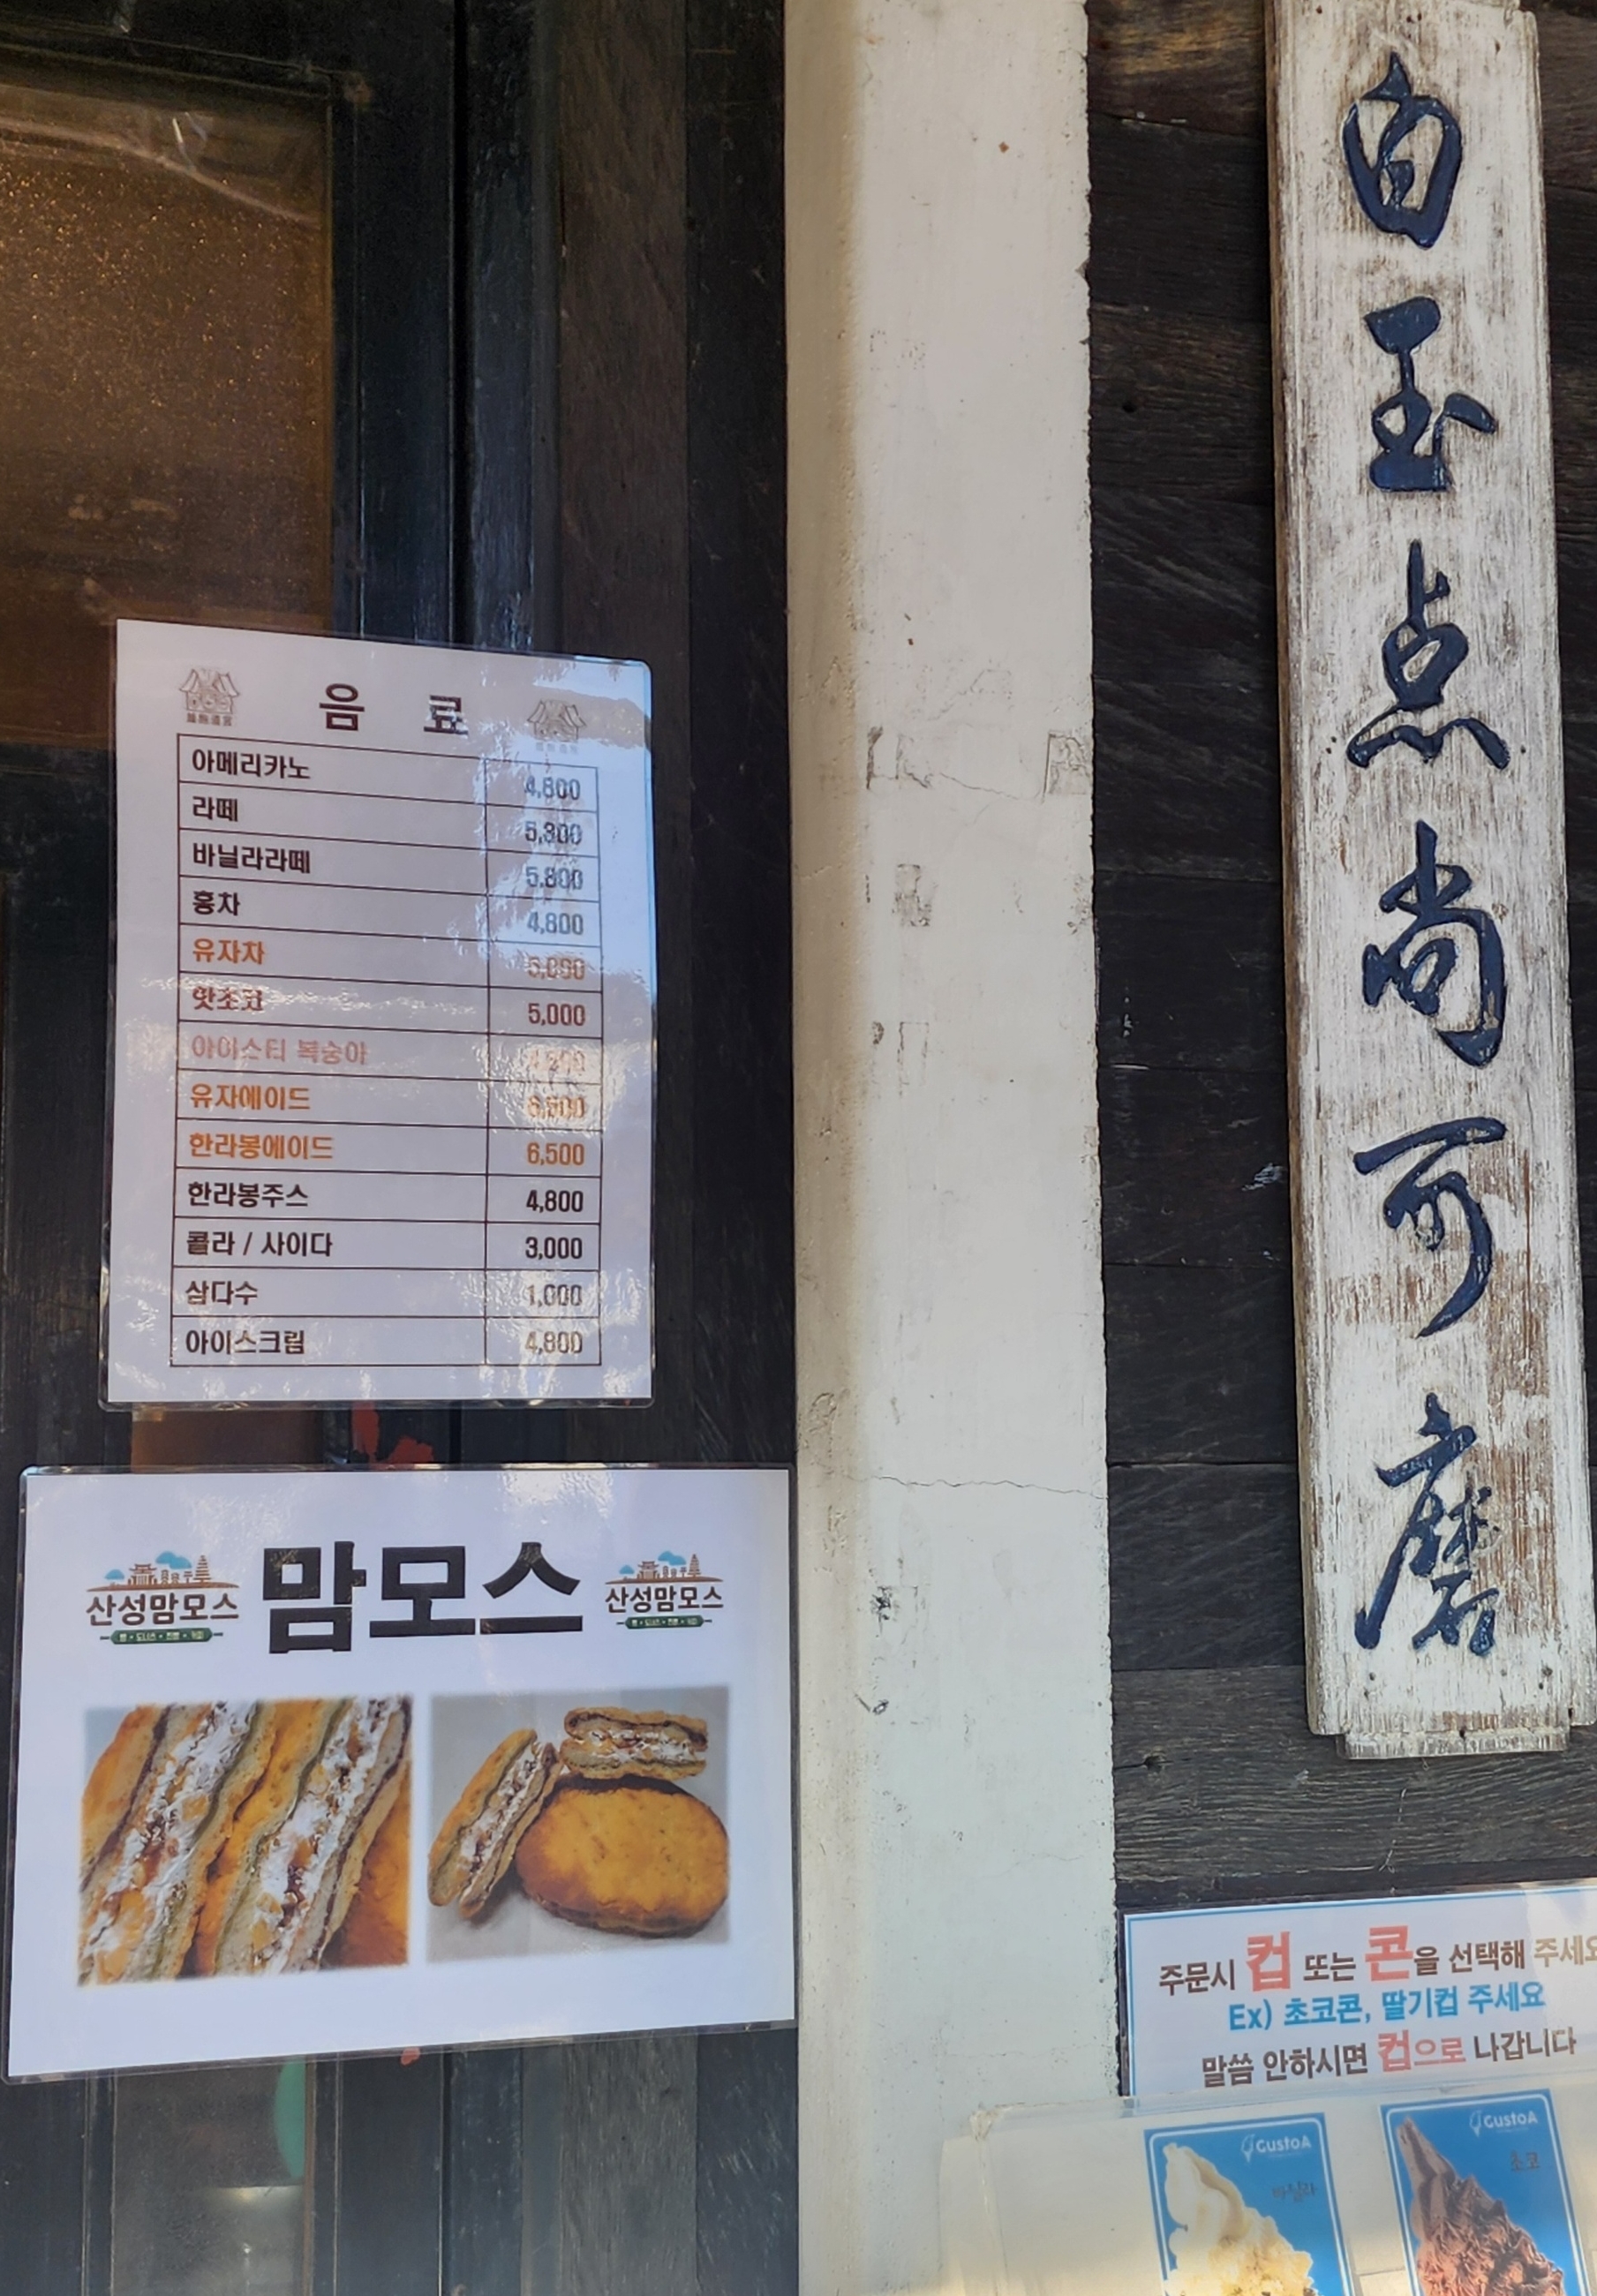 음 료
아메리카노 4,800
라떼 5,300
바닐라라떼 5,800
홍차 4,800
유자차
핫초코 5,000
아이스티 복숭아
유자에이드 6,500
한라봉에이드 6,500
한라봉주스 4,800
콜라 / 사이다 3,000
삼다수 1,000
아이스크림 4,800
산성맘모스
맘모스
산성맘모스
白玉点尚可磨
주문시 컵 또는 콘을 선택해 주세요
Ex) 초코콘, 딸기컵 주세요
말씀 안하시면 컵으로 나갑니다
GustoA
바닐라
GustoA
초코